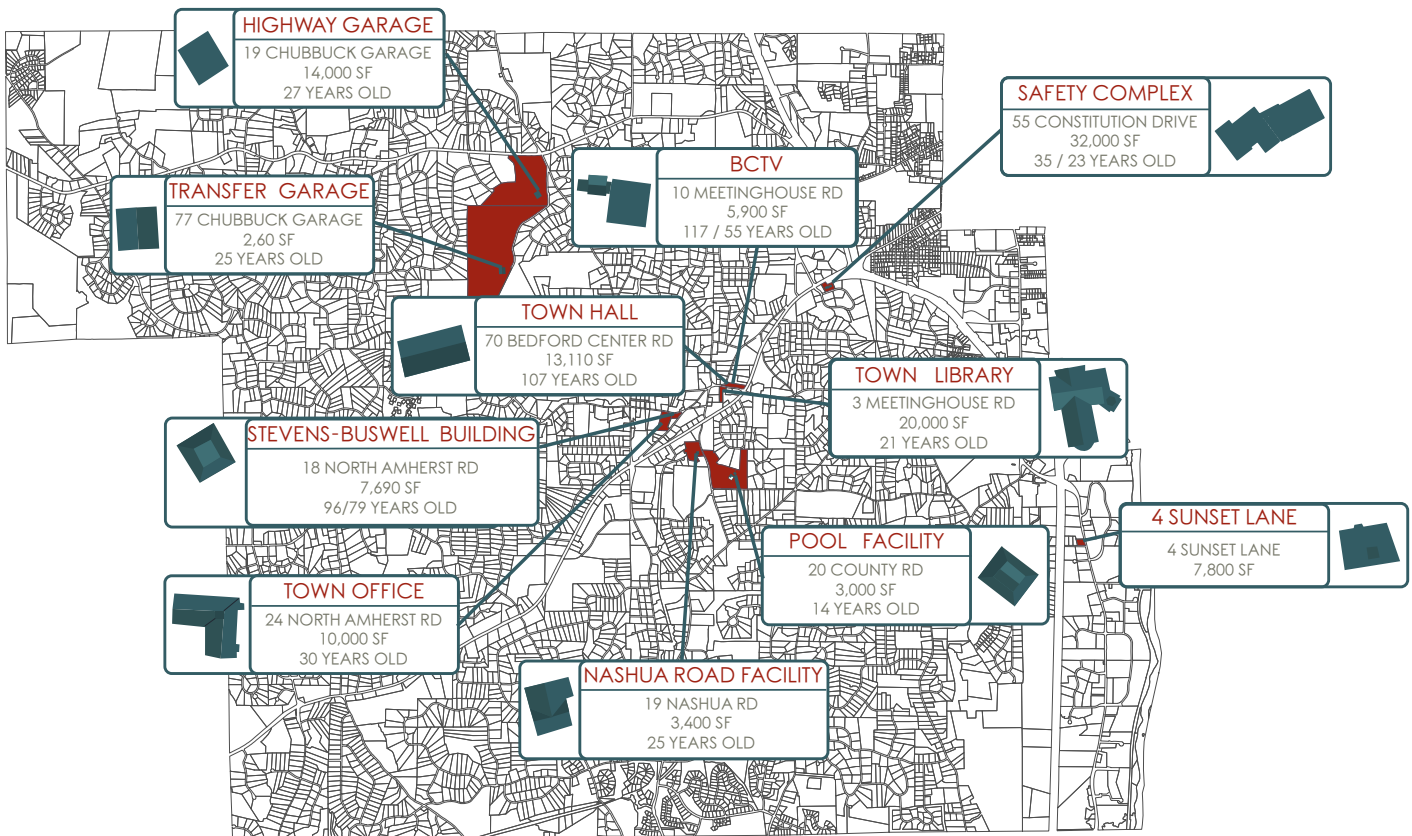 HIGHWAY GARAGE
19 CHUBBUCK GARAGE
14,000 SF
27 YEARS OLD
SAFETY COMPLEX
55 CONSTITUTION DRIVE
32,000 SF
35 / 23 YEARS OLD
BCTV
10 MEETINGHOUSE RD
5,900 SF
117 / 55 YEARS OLD
TRANSFER GARAGE
77 CHUBBUCK GARAGE
2,60 SF
25 YEARS OLD
TOWN HALL
70 BEDFORD CENTER RD
13,110 SF
107 YEARS OLD
TOWN LIBRARY
3 MEETINGHOUSE RD
20,000 SF
21 YEARS OLD
STEVENS-BUSWELL BUILDING
18 NORTH AMHERST RD
7,690 SF
96/79 YEARS OLD
4 SUNSET LANE
4 SUNSET LANE
7,800 SF
POOL FACILITY
20 COUNTY RD
3,000 SF
14 YEARS OLD
TOWN OFFICE
24 NORTH AMHERST RD
10,000 SF
30 YEARS OLD
NASHUA ROAD FACILITY
19 NASHUA RD
3,400 SF
25 YEARS OLD